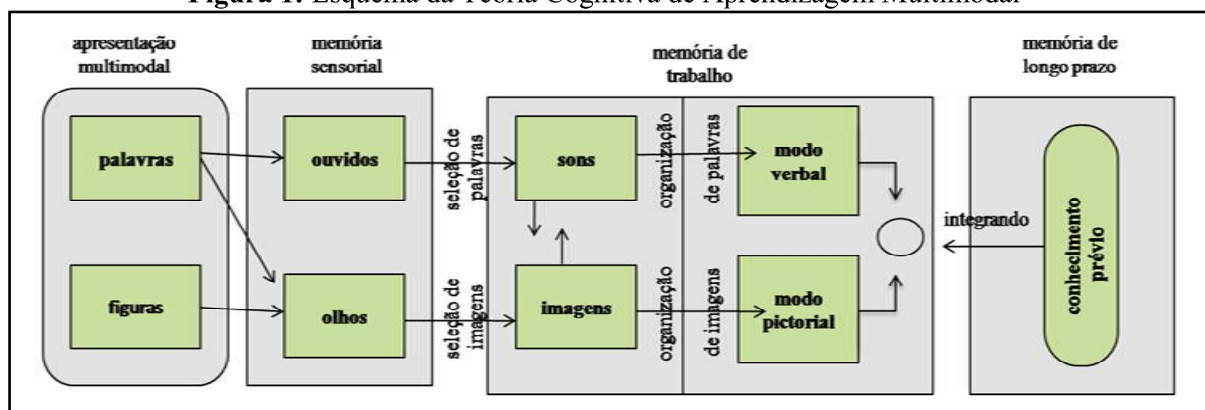 Figura 1: Esquema da Teoria Cognitiva de Aprendizagem Multimodal
apresentação
multimodal
memória
sensorial
memória de
trabalho
memória de
longo prazo
palavras
ouvidos
seleção de
palavras
sons
organização
de palavras
modo
verbal
integrando
conhecimento
prévio
figuras
olhos
seleção de
imagens
imagens
organização
de imagens
modo
pictorial